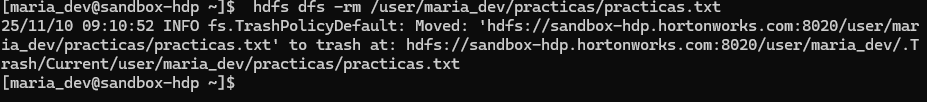 [maria_dev@sandbox-hdp ~]$  hdfs dfs -rm /user/maria_dev/practicas/practicas.txt
25/11/10 09:10:52 INFO fs.TrashPolicyDefault: Moved: 'hdfs://sandbox-hdp.hortonworks.com:8020/user/mar
ia_dev/practicas/practicas.txt' to trash at: hdfs://sandbox-hdp.hortonworks.com:8020/user/maria_dev/.T
rash/Current/user/maria_dev/practicas/practicas.txt
[maria_dev@sandbox-hdp ~]$